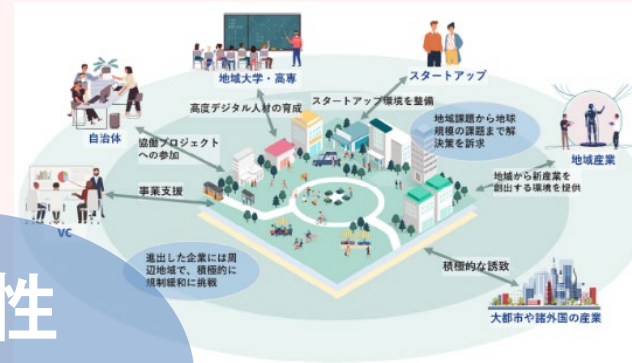 地域大学・高専
スタートアップ
高度デジタル人材の育成
スタートアップ環境を整備
自治体
協働プロジェクト
への参加
地域課題から地球
規模の課題まで解
決策を訴求
地域産業
地域から新産業を
創出する環境を提供
事業支援
VC
進出した企業には周
辺地域で、積極的に
規制緩和に挑戦
積極的な誘致
大都市や諸外国の産業
性